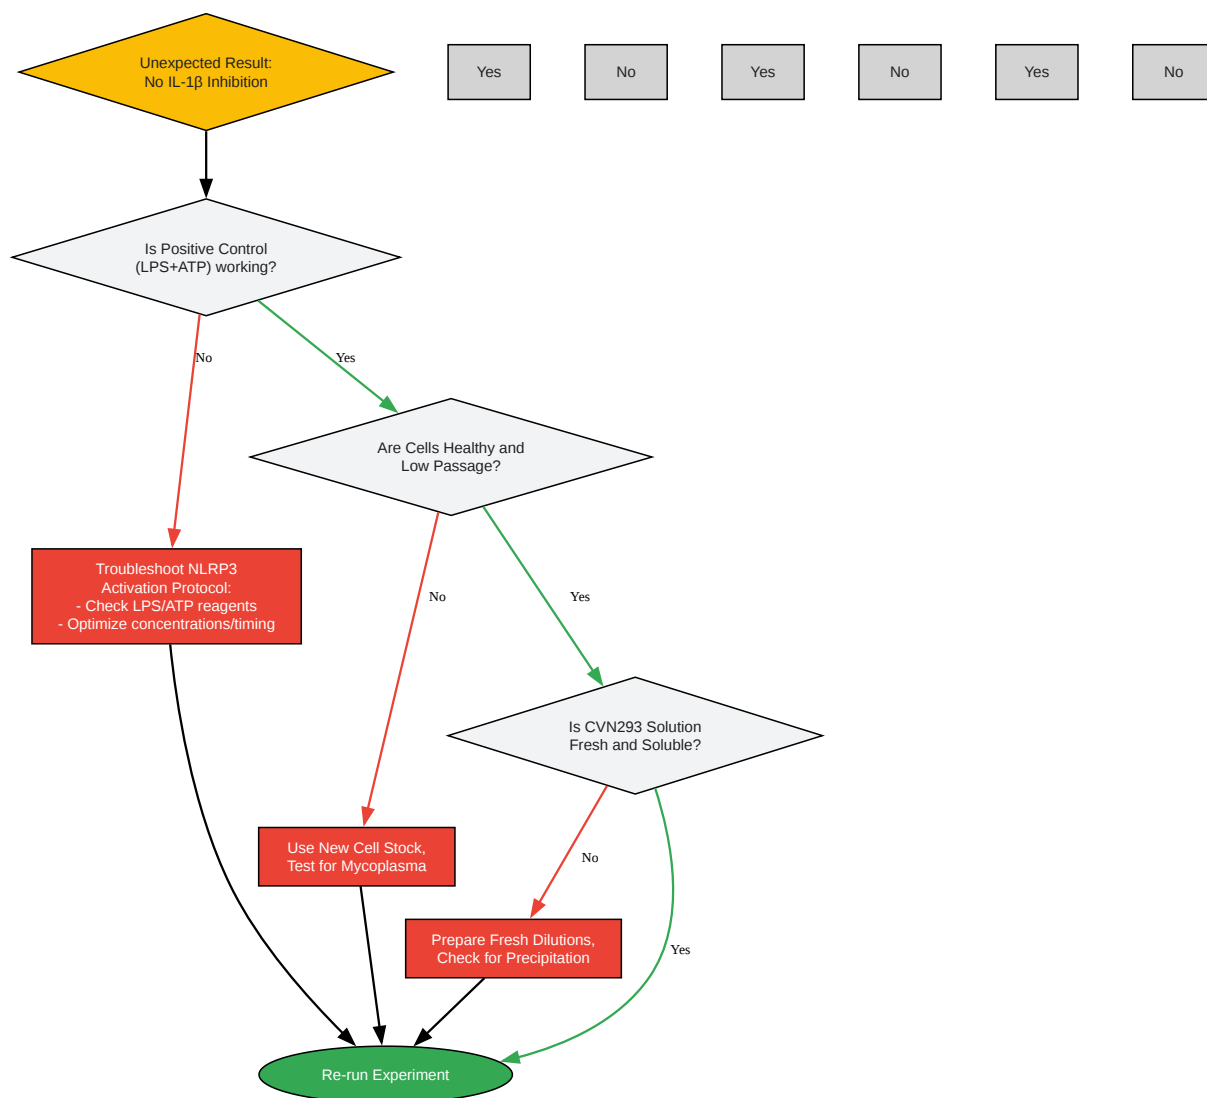 Unexpected Result:
No IL-1β Inhibition
Yes
No
Yes
No
Yes
No
Is Positive Control
(LPS+ATP) working?
No
Yes
Are Cells Healthy and
Low Passage?
Troubleshoot NLRP3
Activation Protocol:
- Check LPS/ATP reagents
- Optimize concentrations/timing
No
Yes
Is CVN293 Solution
Fresh and Soluble?
Use New Cell Stock,
Test for Mycoplasma
No
Prepare Fresh Dilutions,
Check for Precipitation
Yes
Re-run Experiment